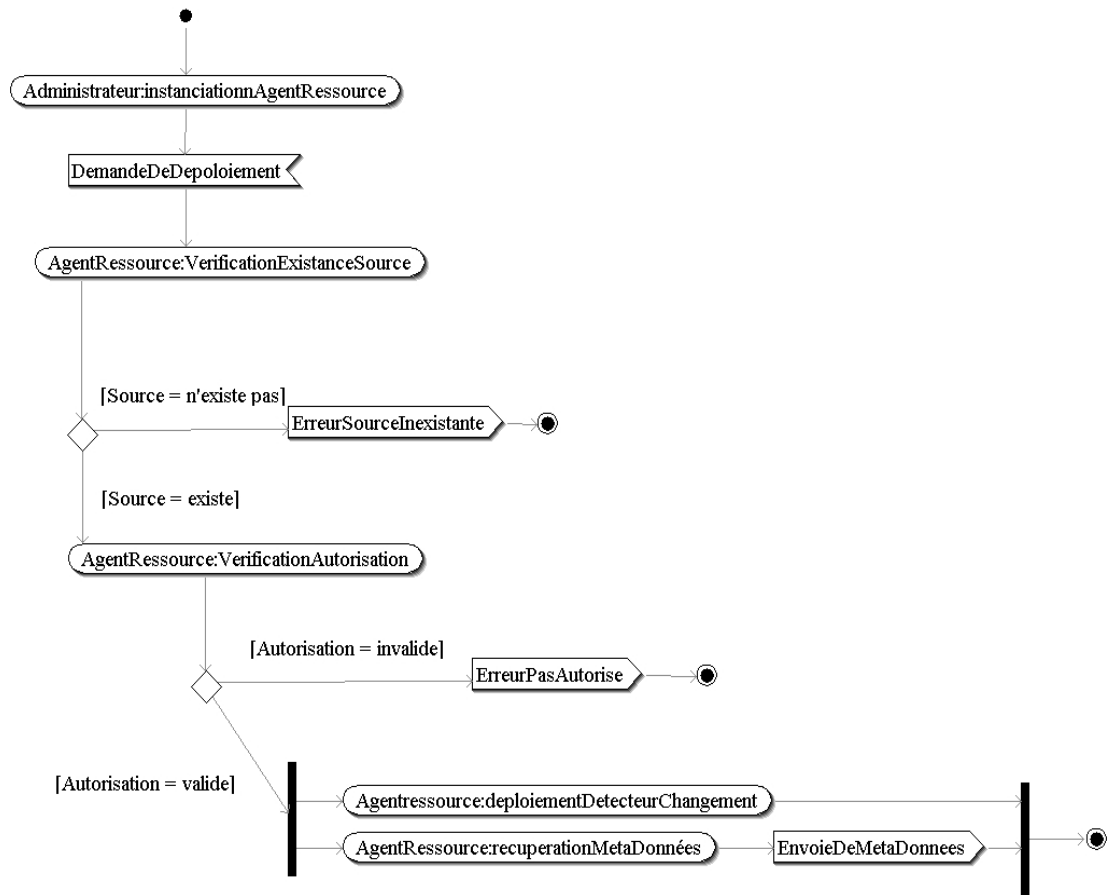 Administrateur:instanciationnAgentRessource
DemandeDeDepoloiement
AgentRessource:VerificationExistanceSource
⌈Source = n'existe pas⌉
ErreurSourceInexistante
⌈Source = existe⌉
AgentRessource:VerificationAutorisation
⌈Autorisation = invalide⌉
ErreurPasAutorise
⌈Autorisation = valide⌉
Agentressource:deploiementDetecteurChangement
AgentRessource:recuperationMetaDonnées
EnvoieDeMetaDonnees